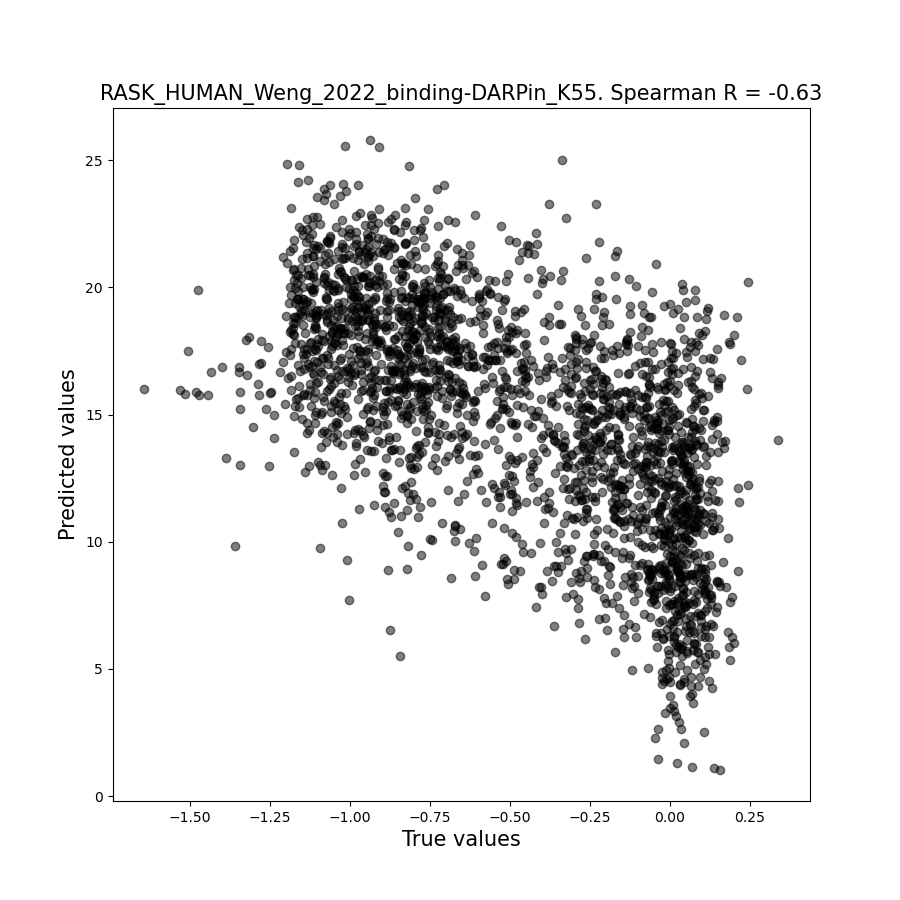 RASK_HUMAN_Weng_2022_binding-DARPin_K55. Spearman R = -0.63
25
20
15
10
5
0
Predicted values
−1.50 −1.25 −1.00 −0.75 −0.50 −0.25 0.00 0.25
True values